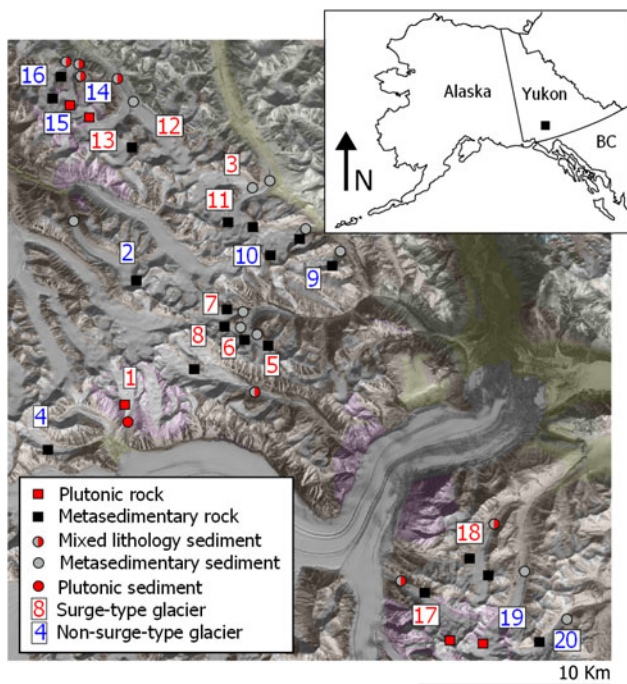 Alaska
Yukon
BC
N
16
14
15
13
12
3
11
10
9
2
7
8
6
5
1
4
18
17
19
20
Plutonic rock
Metasedimentary rock
Mixed lithology sediment
Metasedimentary sediment
Plutonic sediment
8 Surge-type glacier
4 Non-surge-type glacier
10 Km